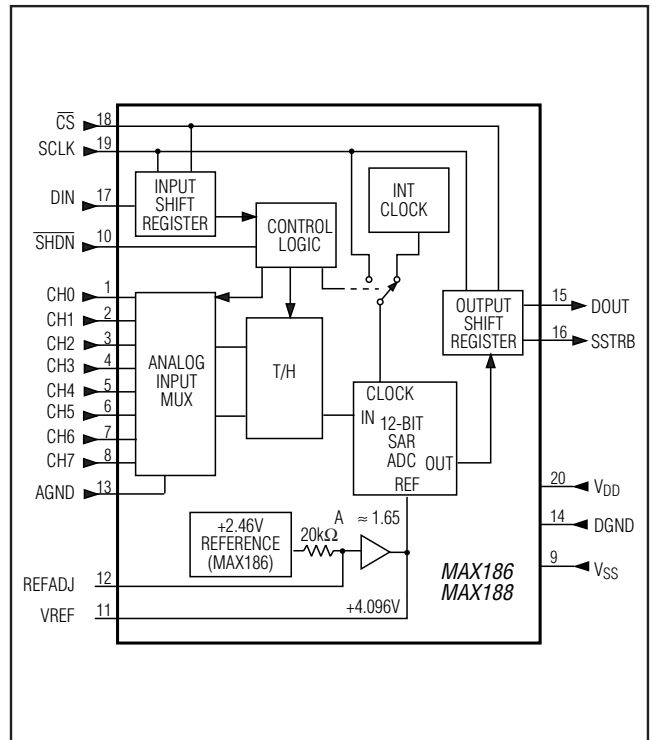 CS 18
SCLK 19
DIN 17
SHDN 10
CH0 1
CH1 2
CH2 3
CH3 4
CH4 5
CH5 6
CH6 7
CH7 8
AGND 13
REFADJ 12
VREF 11
INPUT
SHIFT
REGISTER
CONTROL
LOGIC
INT
CLOCK
ANALOG
INPUT
MUX
T/H
CLOCK
IN
12-BIT
SAR
ADC
OUT
REF
OUTPUT
SHIFT
REGISTER
15 DOUT
16 SSTRB
20 VDD
14 DGND
9 VSS
+2.46V
REFERENCE
(MAX186)
20kΩ
A ≈ 1.65
+4.096V
MAX186
MAX188